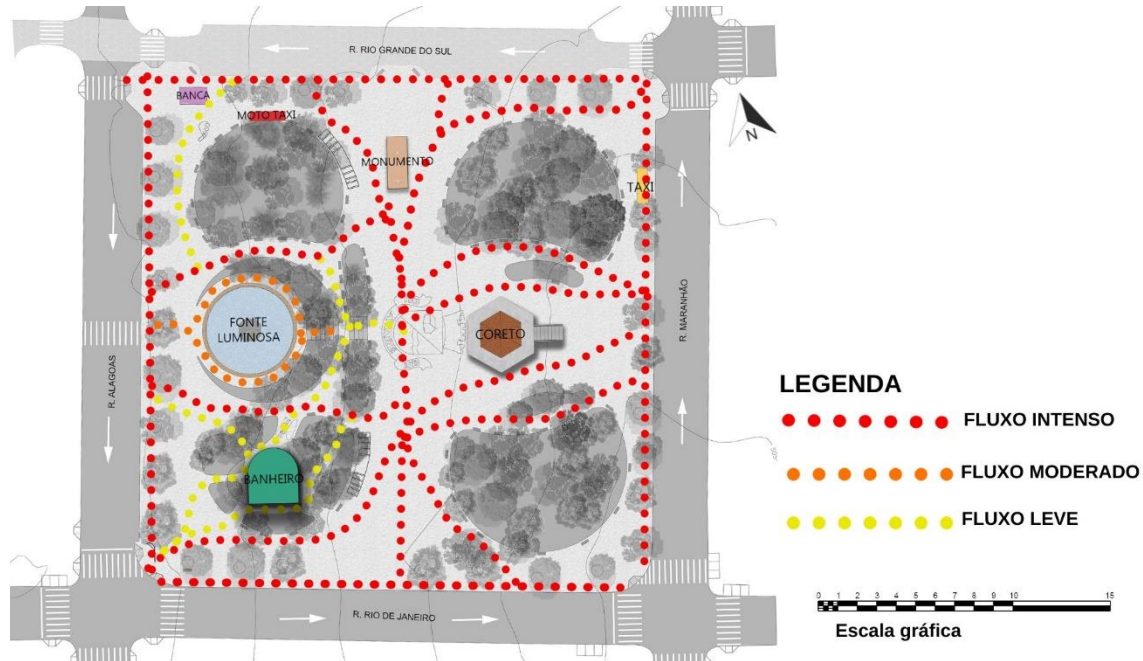 R. RIO GRANDE DO SUL
BANCA
MOTO TAXI
MONUMENTO
TAXI
N
R. MARANHÃO
FONTE
LUMINOSA
CORETO
R. ALAGOAS
BANHEIRO
R. RIO DE JANEIRO
LEGENDA
FLUXO INTENSO
FLUXO MODERADO
FLUXO LEVE
0 1 2 3 4 5 6 7 8 9 10 15
Escala gráfica